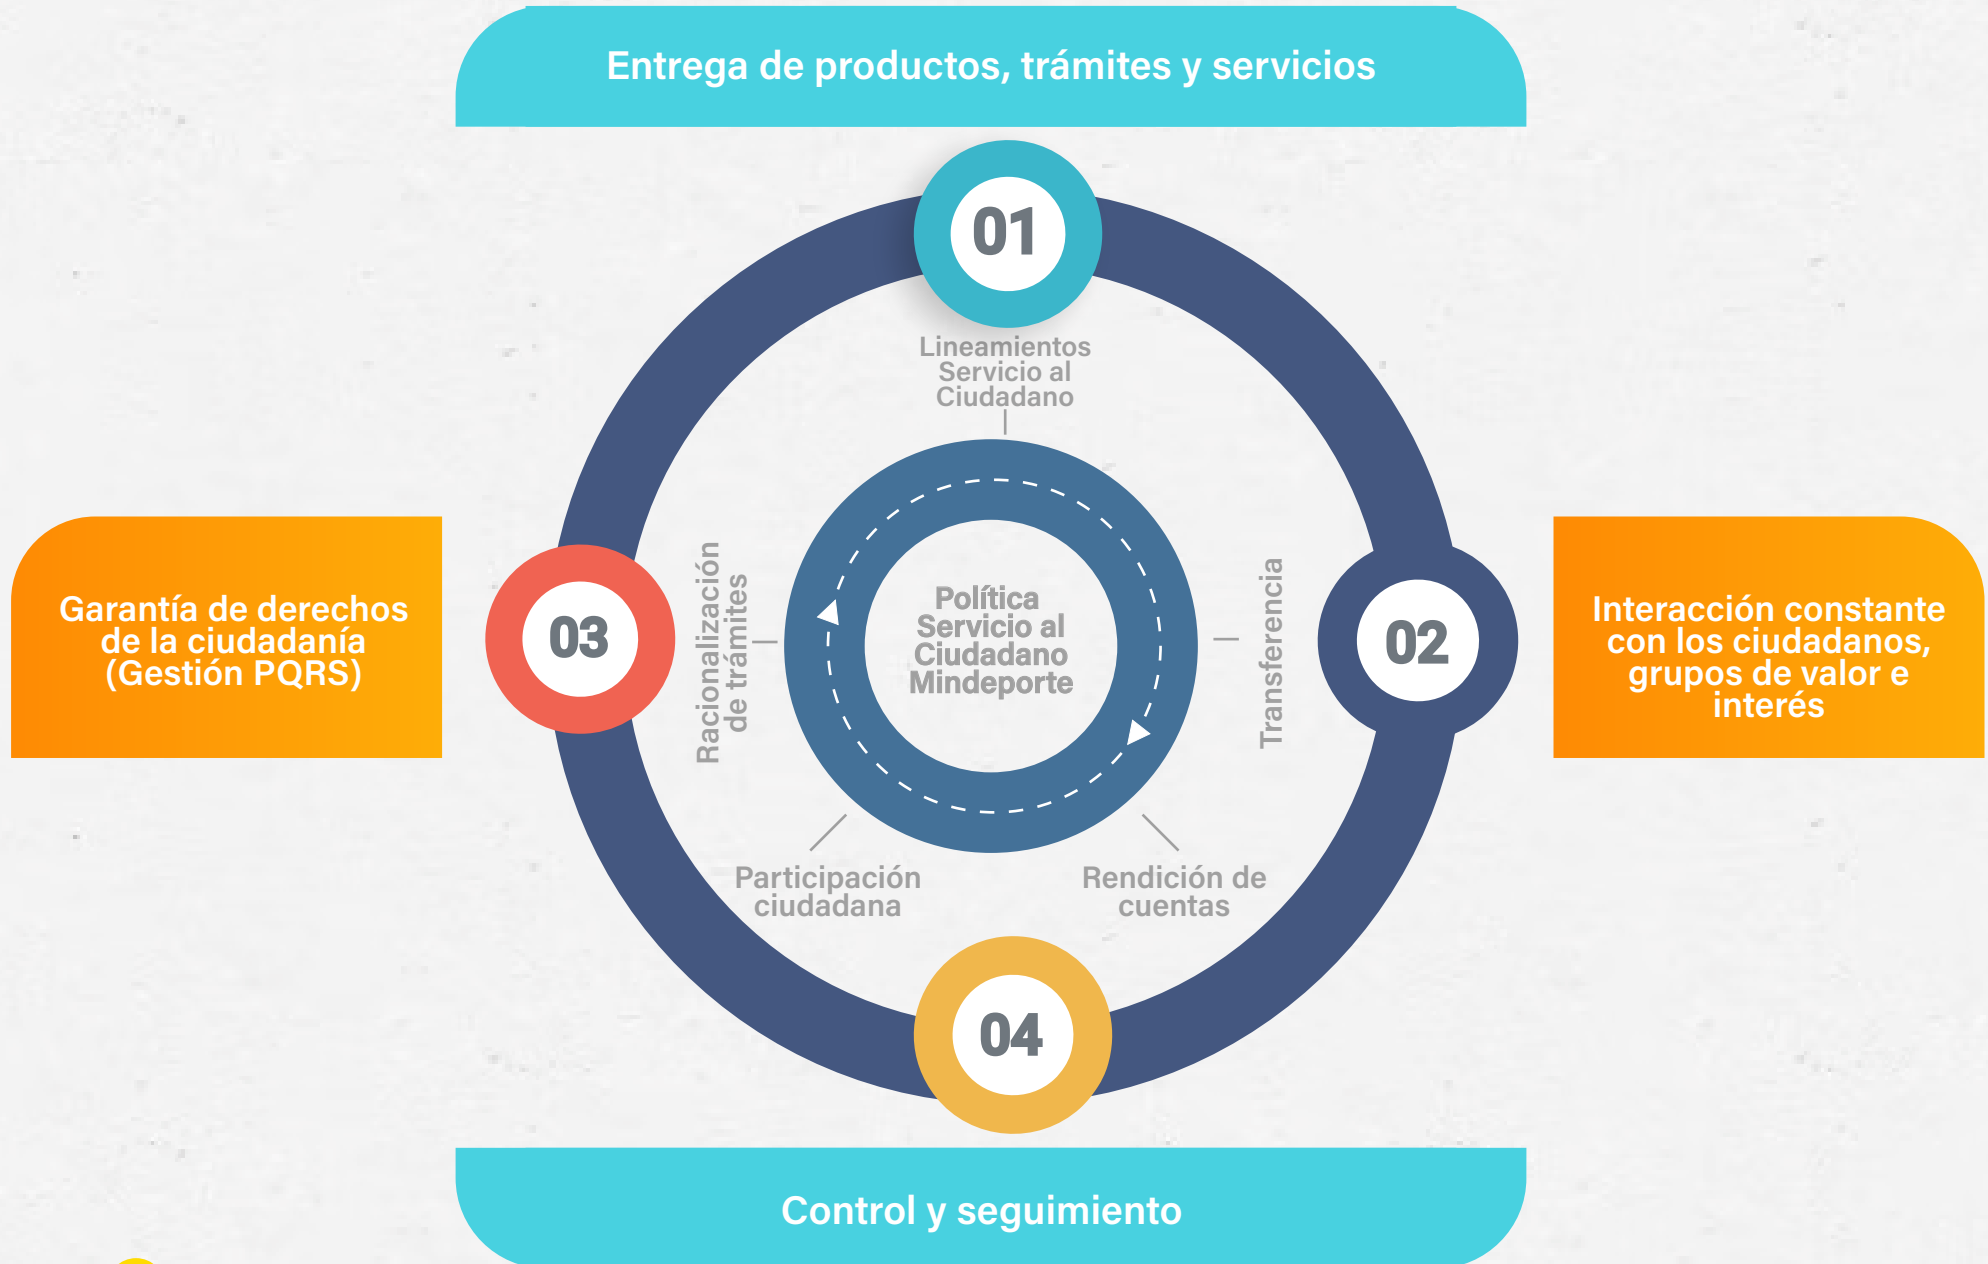 Entrega de productos, trámites y servicios
01
Lineamientos
Servicio al
Ciudadano
Garantía de derechos
de la ciudadanía
(Gestión PQRS)
03
Racionalización
de trámites
Política
Servicio al
Ciudadano
Mindeporte
Transferencia
02
Interacción constante
con los ciudadanos,
grupos de valor e
interés
Participación
ciudadana
Rendición de
cuentas
04
Control y seguimiento